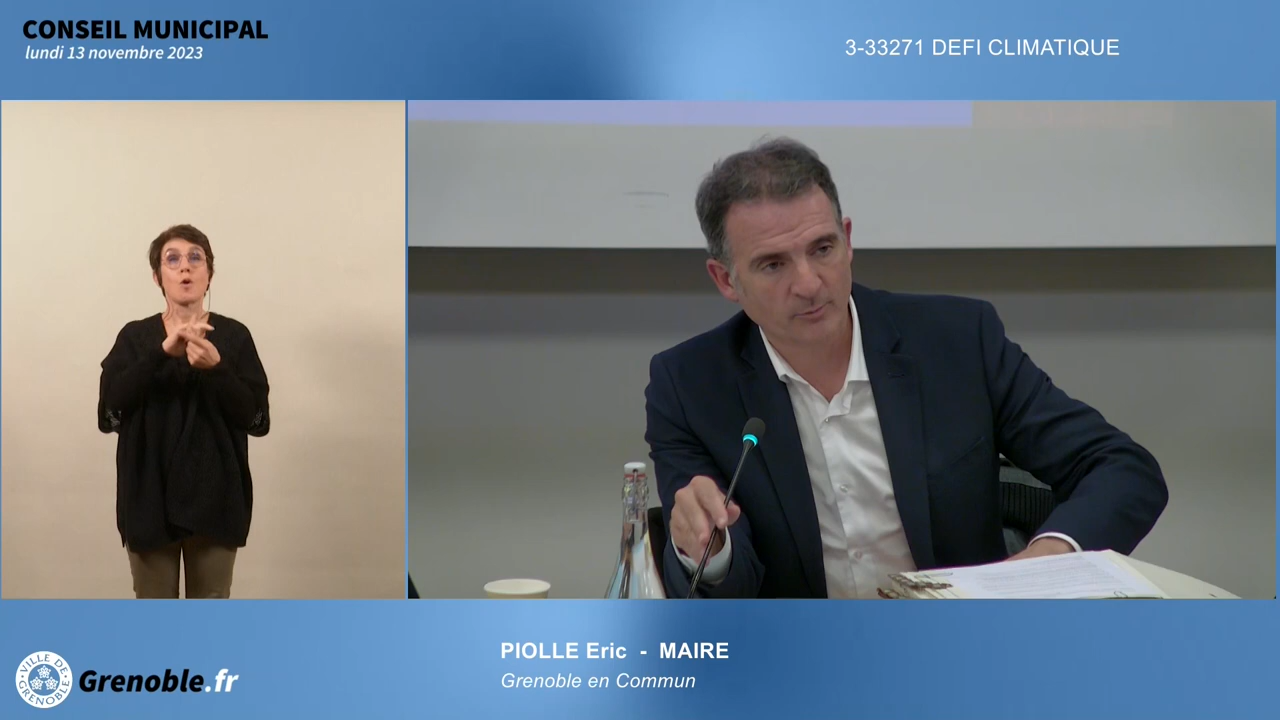 CONSEIL MUNICIPAL
lundi 13 novembre 2023
3-33271 DEFI CLIMATIQUE
PIOLLE Eric - MAIRE
Grenoble en Commun
VILLE DE GRENOBLE
Grenoble.fr